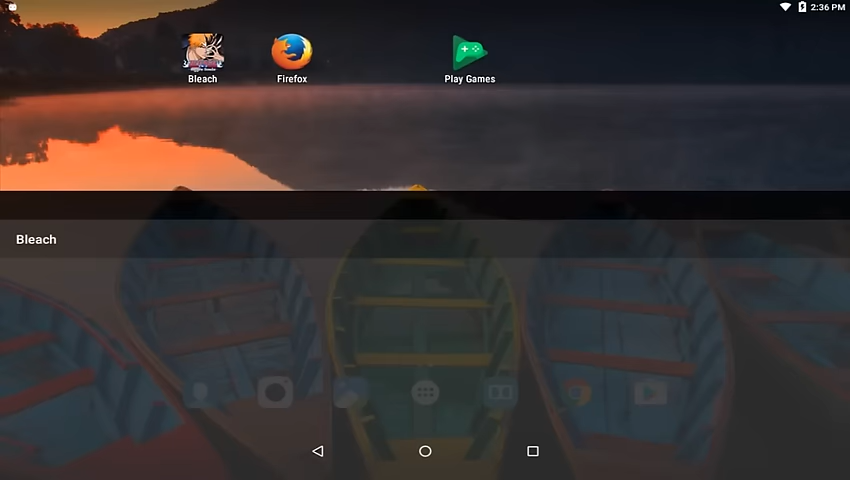 2:36 PM
Bleach
Firefox
Play Games
Bleach